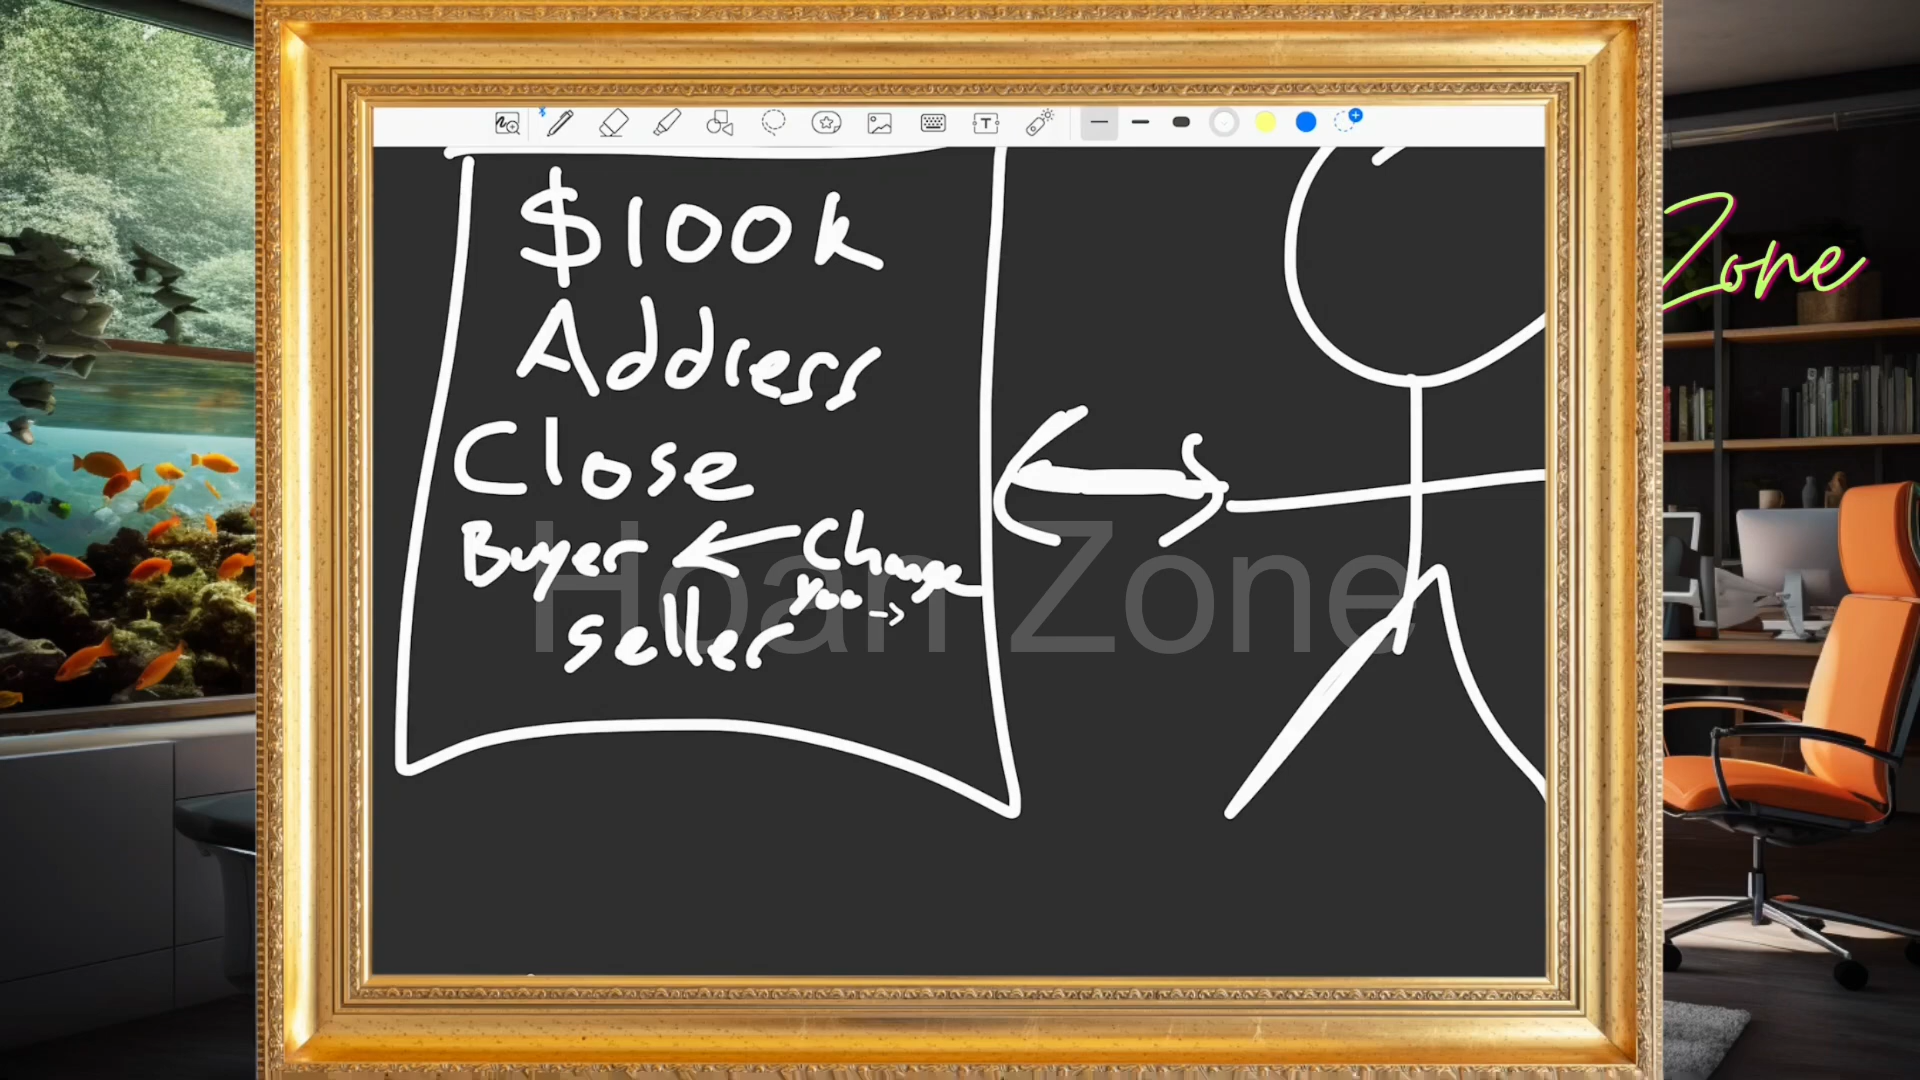 Zone
$100k
Address
Close
Buyer ← Change
You →
seller
Hoan Zone